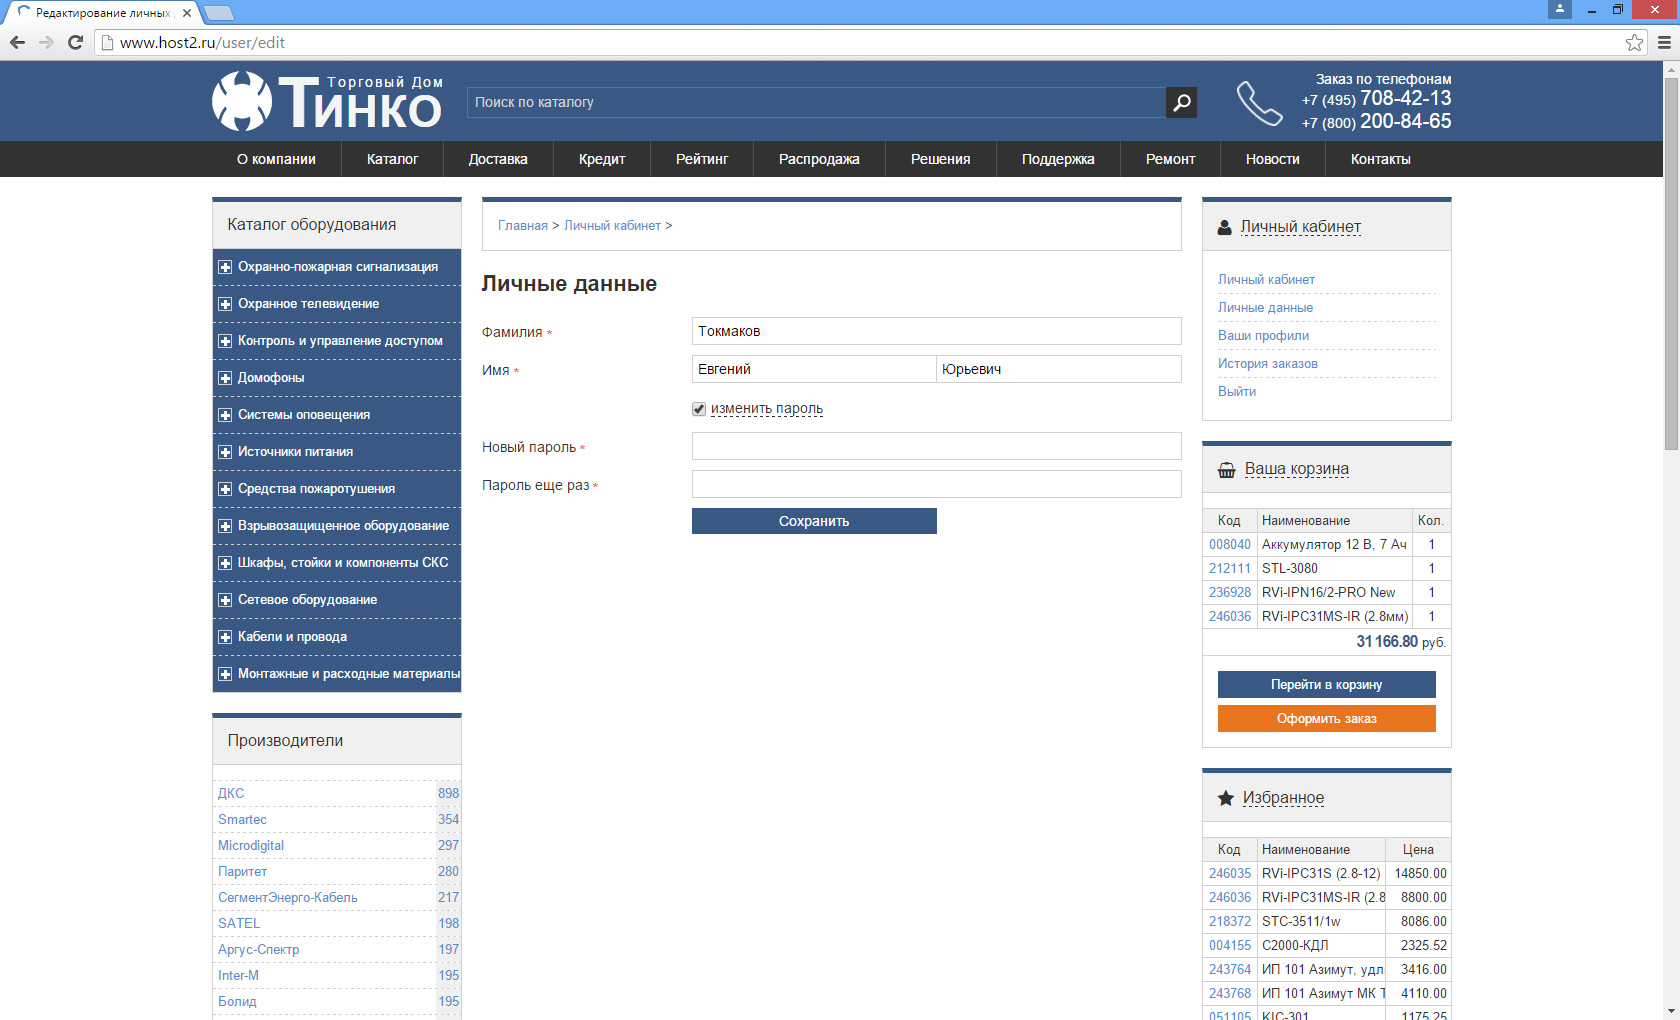 Редактирование личных
www.host2.ru/user/edit
Торговый Дом
Тинко
Поиск по каталогу
Заказ по телефонам
+7 (495) 708-42-13
+7 (800) 200-84-65
О компании Каталог Доставка Кредит Рейтинг Распродажа Решения Поддержка Ремонт Новости Контакты
Каталог оборудования
Охранно-пожарная сигнализация
Охранное телевидение
Контроль и управление доступом
Домофоны
Системы оповещения
Источники питания
Средства пожаротушения
Взрывозащищенное оборудование
Шкафы, стойки и компоненты СКС
Сетевое оборудование
Кабели и провода
Монтажные и расходные материалы
Производители
ДКС 898
Smartec 354
Microdigital 297
Паритет 280
СегментЭнерго-Кабель 217
SATEL 198
Аргус-Спектр 197
Inter-M 195
Болид 195
Главная > Личный кабинет >
Личные данные
Фамилия * Токмаков
Имя * Евгений Юрьевич
изменить пароль
Новый пароль *
Пароль еще раз *
Сохранить
Личный кабинет
Личный кабинет
Личные данные
Ваши профили
История заказов
Выйти
Ваша корзина
Код Наименование Кол.
008040 Аккумулятор 12 В, 7 Ач 1
212111 STL-3080 1
236928 RVi-IPN16/2-PRO New 1
246036 RVi-IPC31MS-IR (2.8мм) 1
31 166.80 руб.
Перейти в корзину
Оформить заказ
Избранное
Код Наименование Цена
246035 RVi-IPC31S (2.8-12) 14850.00
246036 RVi-IPC31MS-IR (2.8 8800.00
218372 STC-3511/1w 8086.00
004155 С2000-КДЛ 2325.52
243764 ИП 101 Азимут, удл 3416.00
243768 ИП 101 Азимут МК Т 4110.00
051105 KIC-301 1175.25